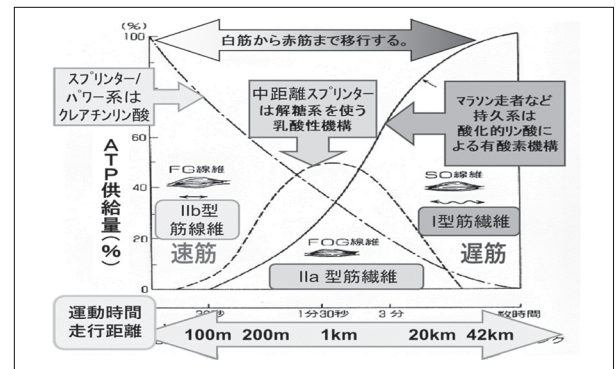 (%)
100
白筋から赤筋まで移行する。
スプリンター/
パワー系は
クレアチンリン酸
中距離スプリンター
は解糖系を使う
乳酸性機構
マラソン走者など
持久系は
酸化的リン酸に
よる有酸素機構
ATP供給量(%)
60
40
20
0
FG線維
IIb型
筋線維
速筋
SO線維
I型筋繊維
遅筋
FOG線維
IIa 型筋繊維
1分30秒
3分
数時間
運動時間
走行距離
100m 200m 1km 20km 42km